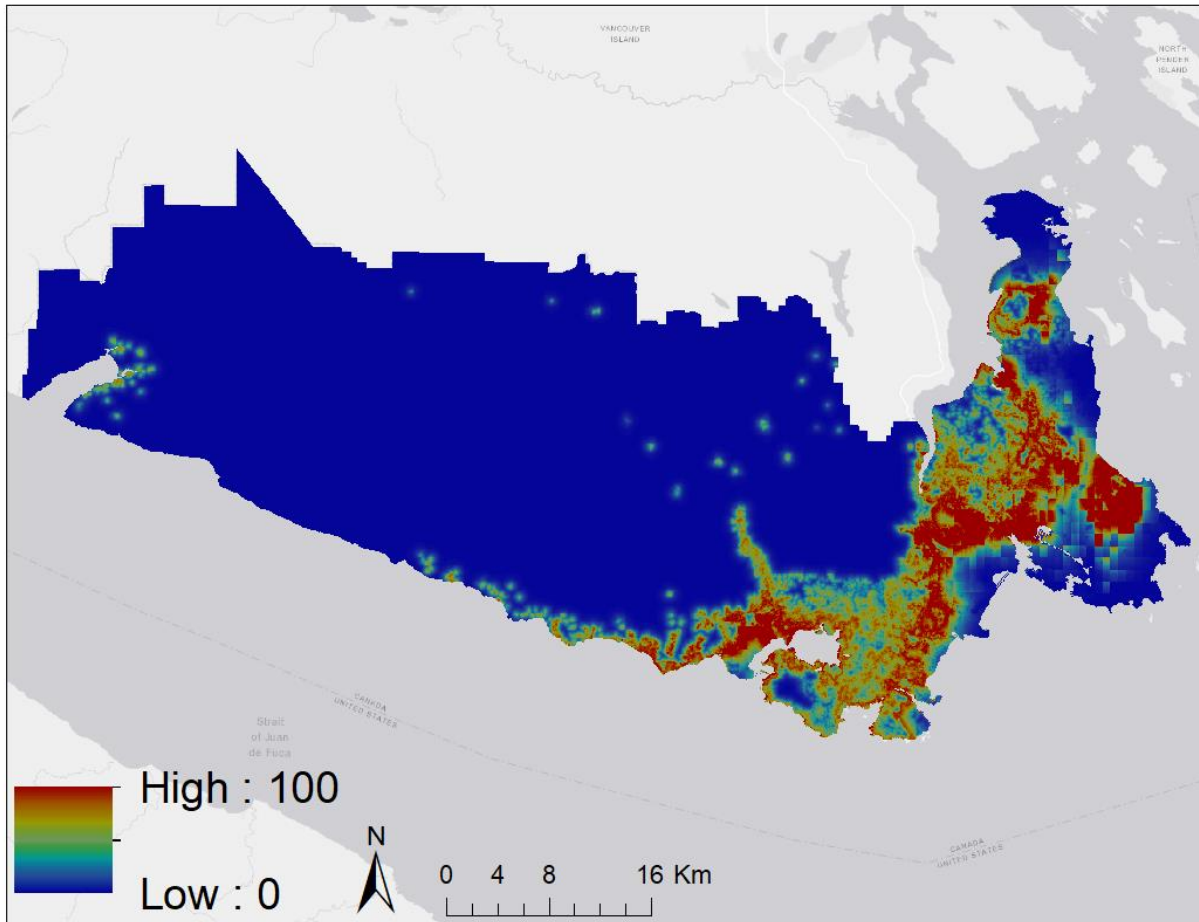 VANCOUVER
ISLAND
NORTH
PENDER
ISLAND
CANADA
UNITED STATES
Strait
of Juan
de Fuca
High : 100
Low : 0
N
0 4 8 16 Km
CANADA
UNITED STATES